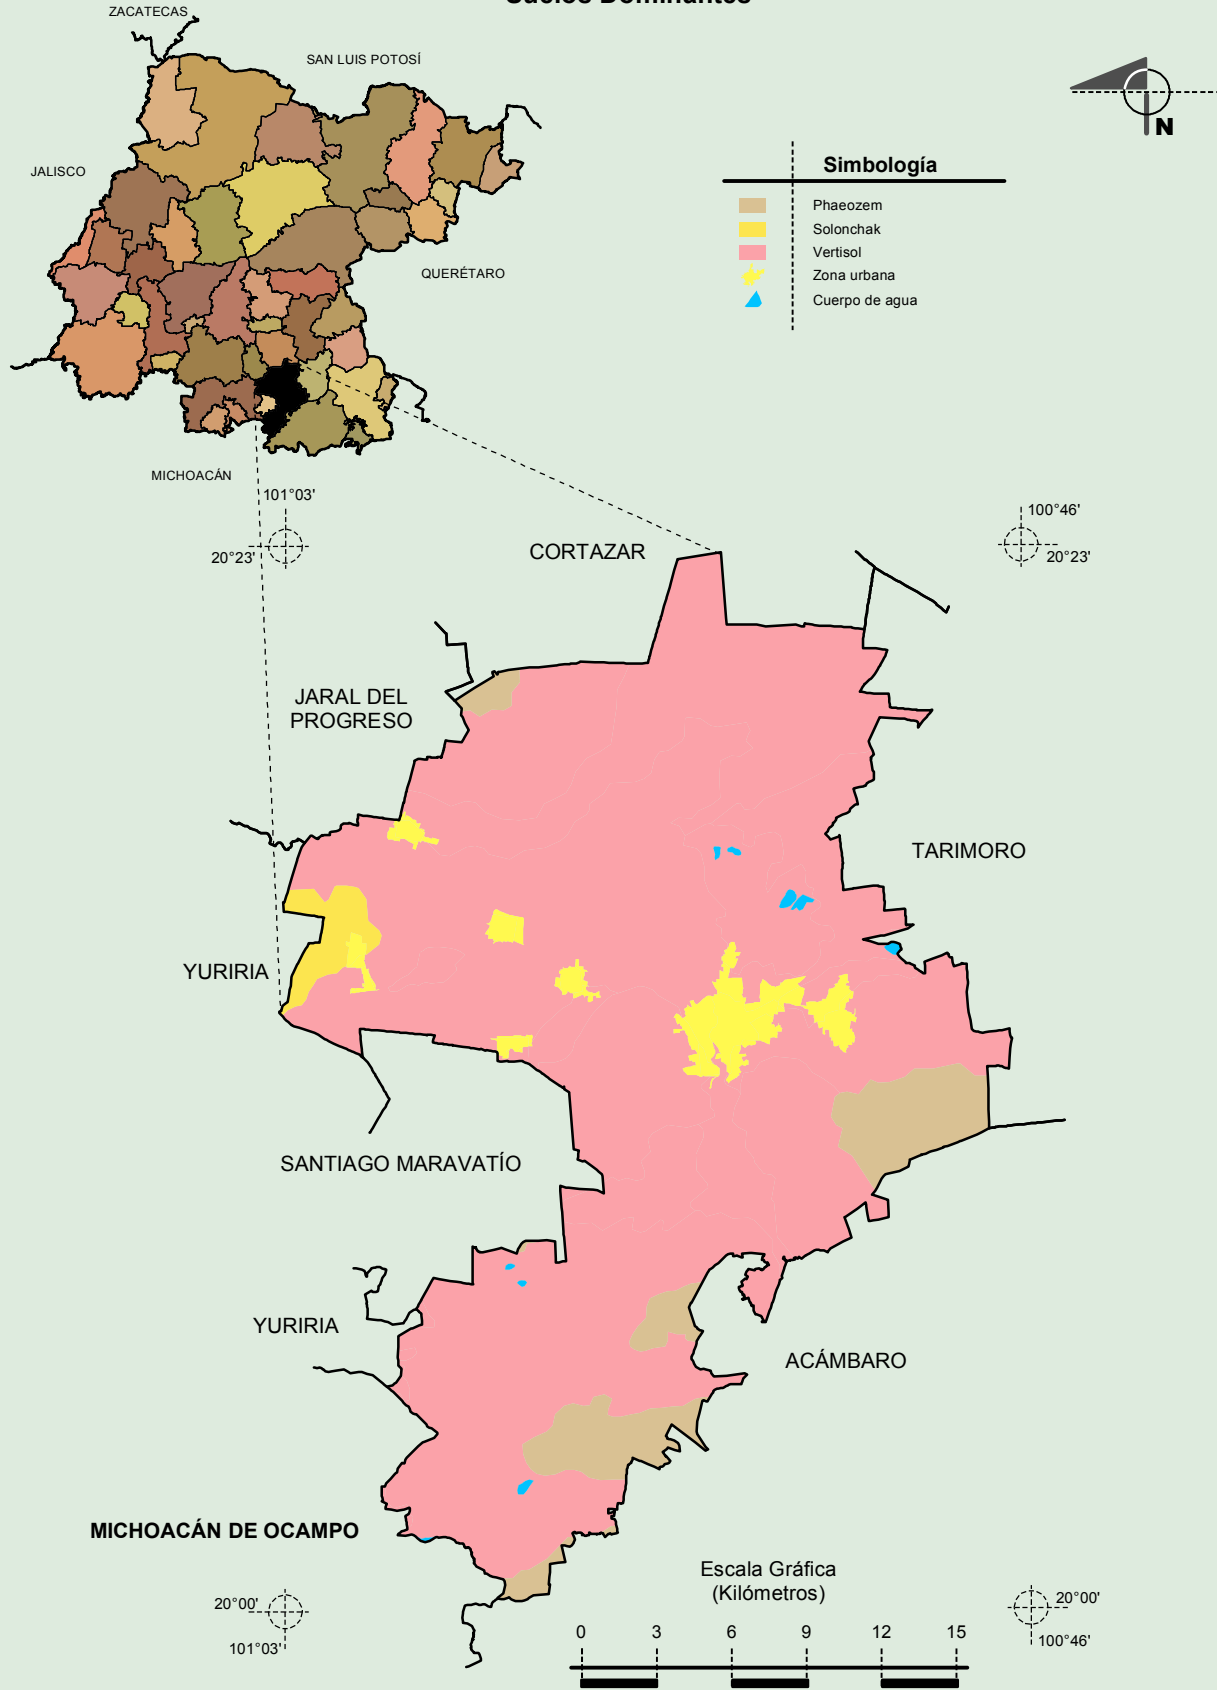 Suelos Dominantes
ZACATECAS
SAN LUIS POTOSÍ
JALISCO
QUERÉTARO
MICHOACÁN
N
Simbología
Phaeozem
Solonchak
Vertisol
Zona urbana
Cuerpo de agua
101°03'
20°23'
100°46'
20°23'
CORTAZAR
JARAL DEL
PROGRESO
TARIMORO
YURIRIA
SANTIAGO MARAVATÍO
YURIRIA
ACÁMBARO
MICHOACÁN DE OCAMPO
Escala Gráfica
(Kilómetros)
0 3 6 9 12 15
20°00'
101°03'
20°00'
100°46'